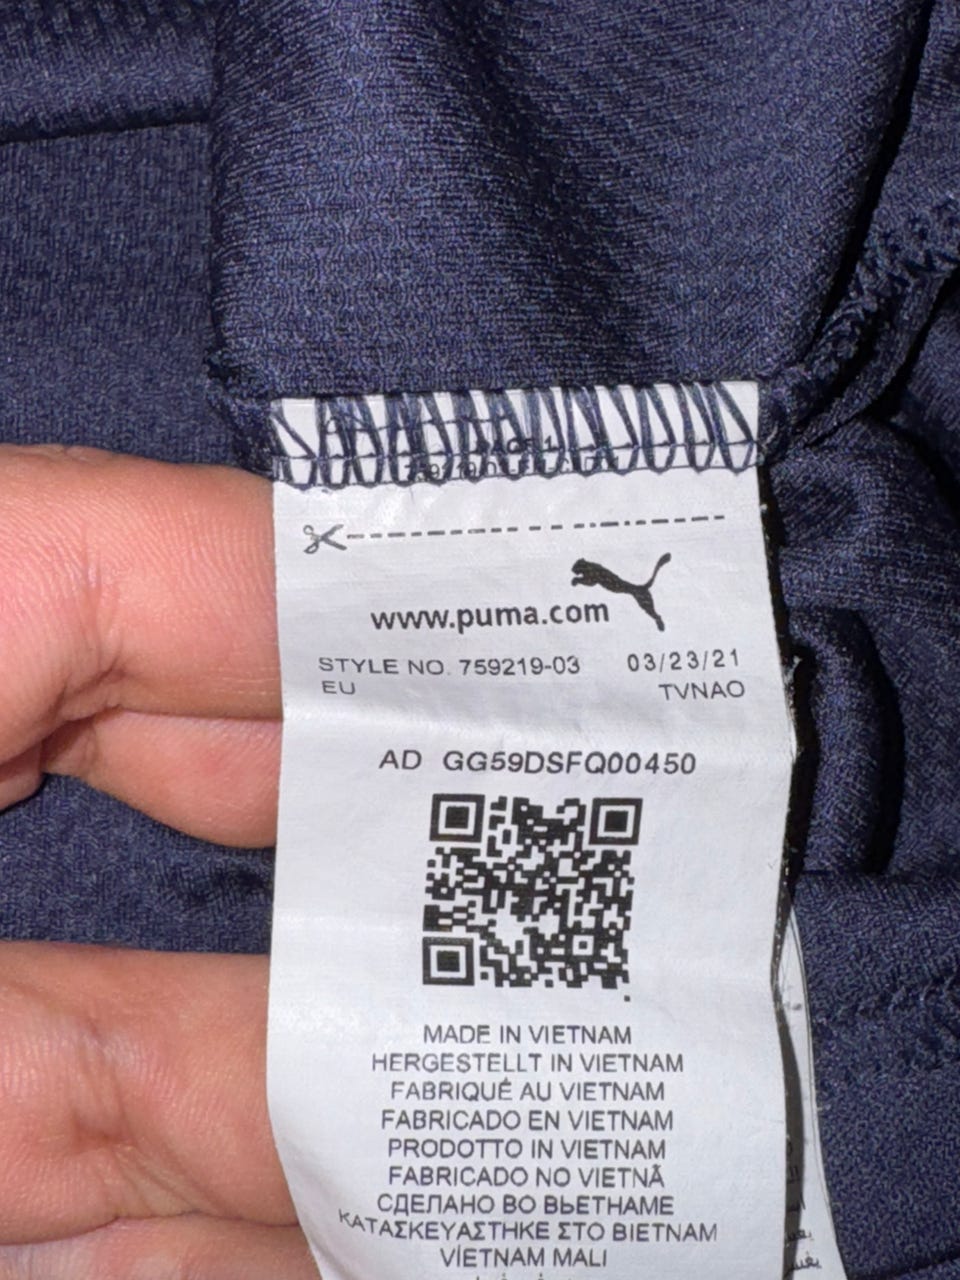 www.puma.com
STYLE NO. 759219-03 03/23/21
EU TVNAO
AD GG59DSFQ00450
MADE IN VIETNAM
HERGESTELLT IN VIETNAM
FABRIQUÉ AU VIETNAM
FABRICADO EN VIETNAM
PRODOTTO IN VIETNAM
FABRICADO NO VIETNÃ
СДЕЛАНО ВО ВЬЕТНАМЕ
ΚΑΤΑΣΚΕΥΑΣΤΗΚΕ ΣΤΟ ΒΙΕΤΝΑΜ
VİETNAM MALI